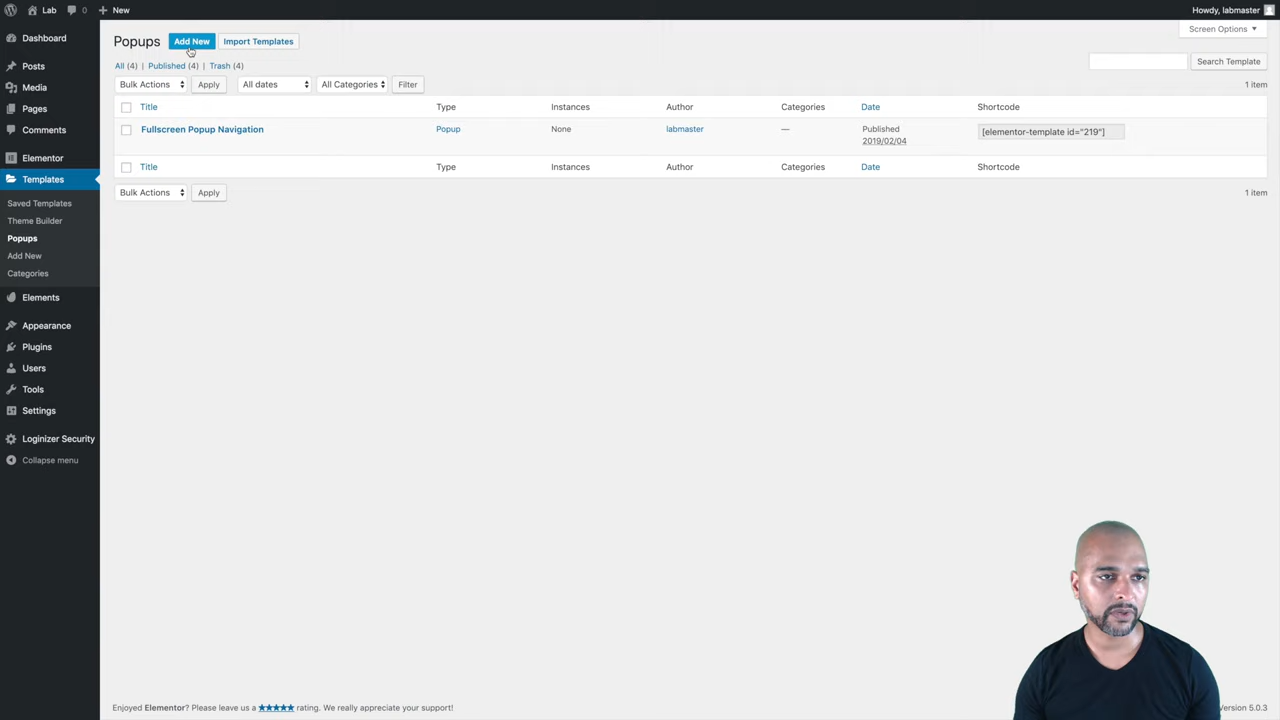 Lab 0 New Howdy, labmaster
Dashboard
Posts
Media
Pages
Comments
Elementor
Templates
Saved Templates
Theme Builder
Popups
Add New
Categories
Elements
Appearance
Plugins
Users
Tools
Settings
Loginizer Security
Collapse menu
Screen Options
Popups Add New Import Templates
All (4) | Published (4) | Trash (4)
Search Template
Bulk Actions Apply All dates All Categories Filter 1 item
Title Type Instances Author Categories Date Shortcode
Fullscreen Popup Navigation Popup None labmaster — Published [elementor-template id="219"]
2019/02/04
Title Type Instances Author Categories Date Shortcode
Bulk Actions Apply 1 item
Enjoyed Elementor? Please leave us a ★★★★★ rating. We really appreciate your support! Version 5.0.3